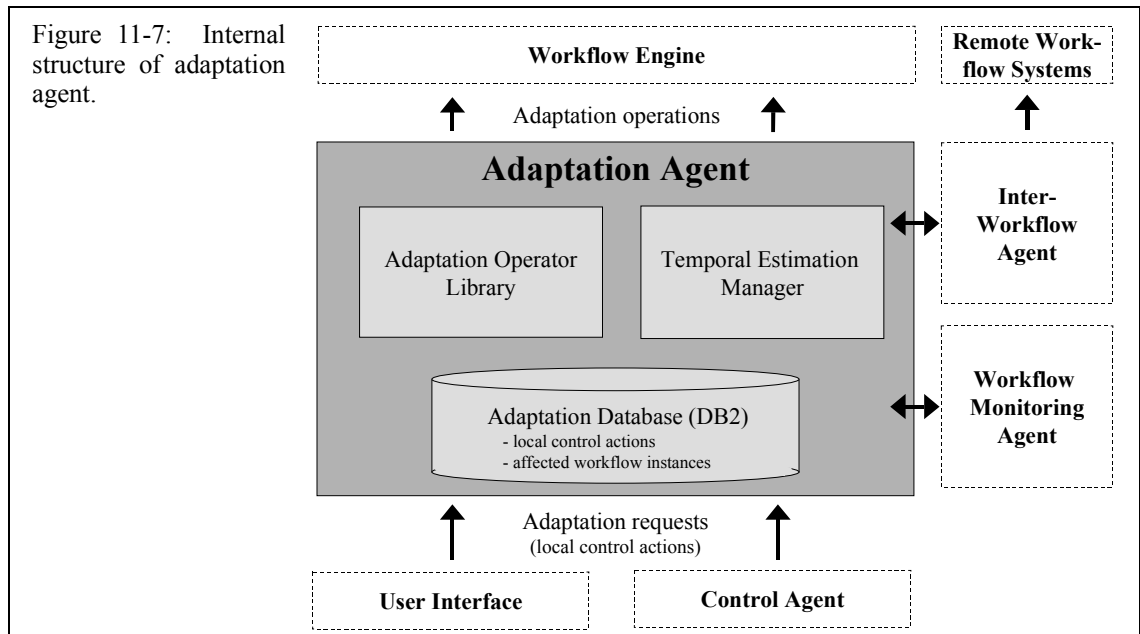 Figure 11-7: Internal
structure of adaptation
agent.
Workflow Engine
Remote Work-
flow Systems
Adaptation operations
Adaptation Agent
Adaptation Operator
Library
Temporal Estimation
Manager
Inter-
Workflow
Agent
Adaptation Database (DB2)
- local control actions
- affected workflow instances
Workflow
Monitoring
Agent
Adaptation requests
(local control actions)
User Interface
Control Agent